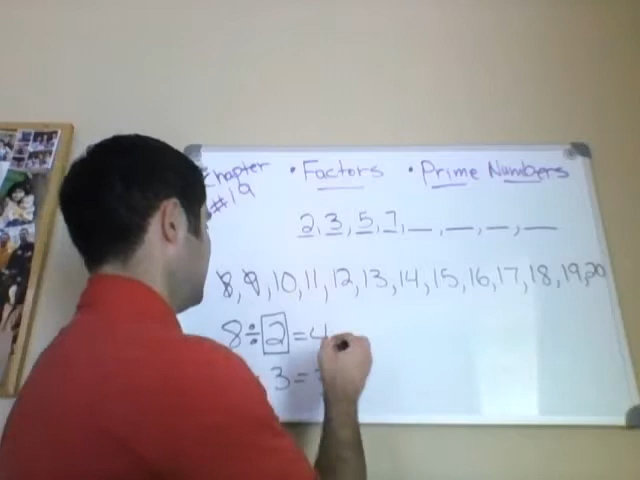 Chapter #19 • Factors • Prime Numbers
2, 3, 5, 7, __, __, __, __
8, 9, 10, 11, 12, 13, 14, 15, 16, 17, 18, 19, 20
8 ÷ 2 = 4
3 =